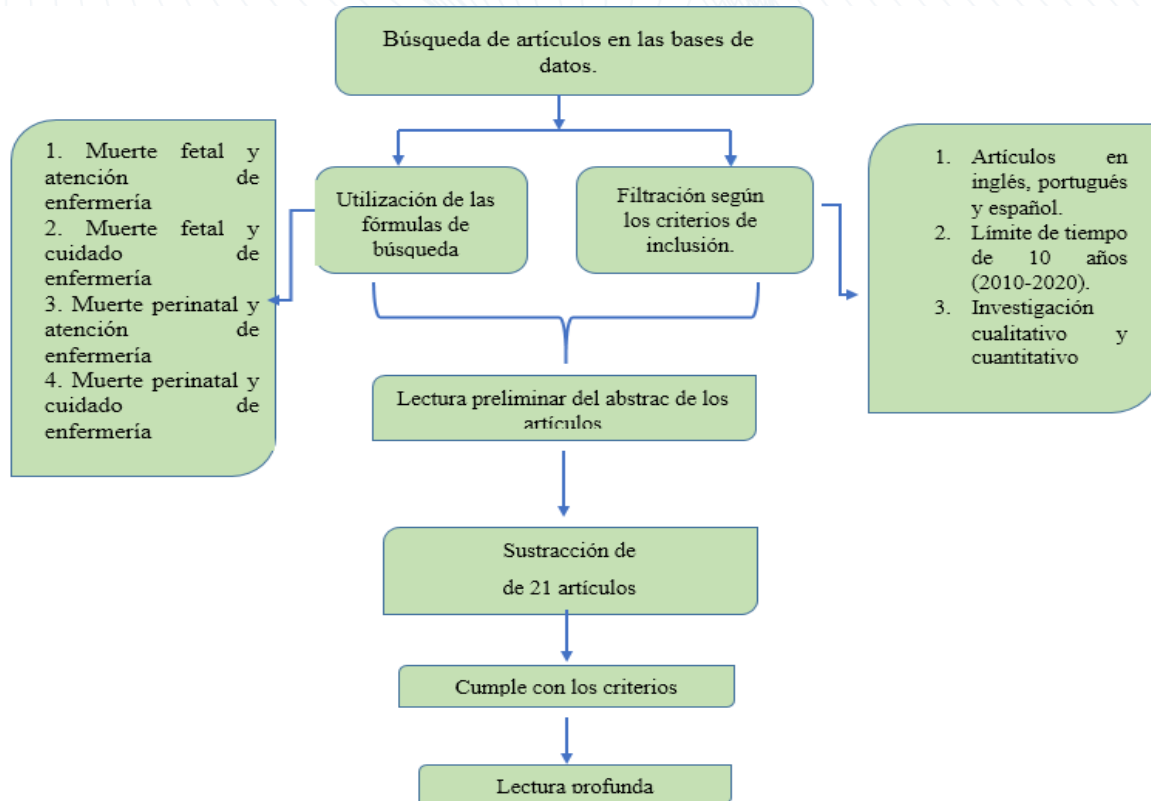 Búsqueda de artículos en las bases de
datos.
1. Muerte fetal y
atención de
enfermería
2. Muerte fetal y
cuidado de
enfermería
3. Muerte perinatal y
atención de
enfermería
4. Muerte perinatal y
cuidado de
enfermería
Utilización de las
fórmulas de
búsqueda
Filtración según
los criterios de
inclusión.
1. Artículos en
inglés, portugués
y español.
2. Límite de tiempo
de 10 años
(2010-2020).
3. Investigación
cualitativo y
cuantitativo
Lectura preliminar del abstrac de los
artículos
Sustracción de
de 21 artículos
Cumple con los criterios
Lectura profunda